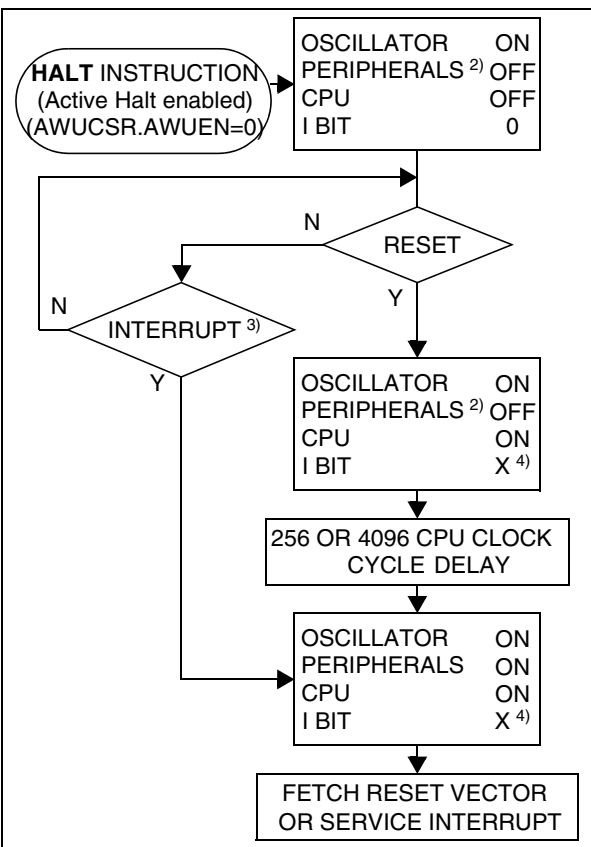 HALT INSTRUCTION
(Active Halt enabled)
(AWUCSR.AWUEN=0)
OSCILLATOR ON
PERIPHERALS 2) OFF
CPU OFF
I BIT 0
RESET
N
Y
INTERRUPT 3)
N
Y
OSCILLATOR ON
PERIPHERALS 2) OFF
CPU ON
I BIT X 4)
256 OR 4096 CPU CLOCK
CYCLE DELAY
OSCILLATOR ON
PERIPHERALS ON
CPU ON
I BIT X 4)
FETCH RESET VECTOR
OR SERVICE INTERRUPT